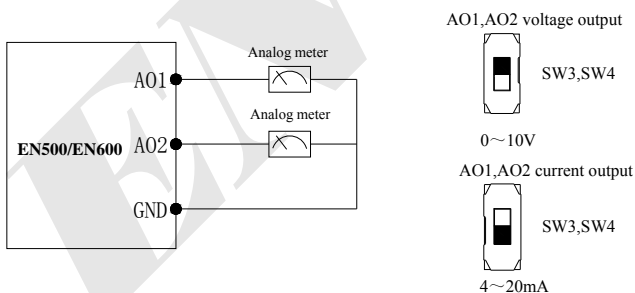 AO1,AO2 voltage output
Analog meter
AO1
SW3,SW4
Analog meter
EN500/EN600 AO2
0～10V
AO1,AO2 current output
GND
SW3,SW4
4～20mA